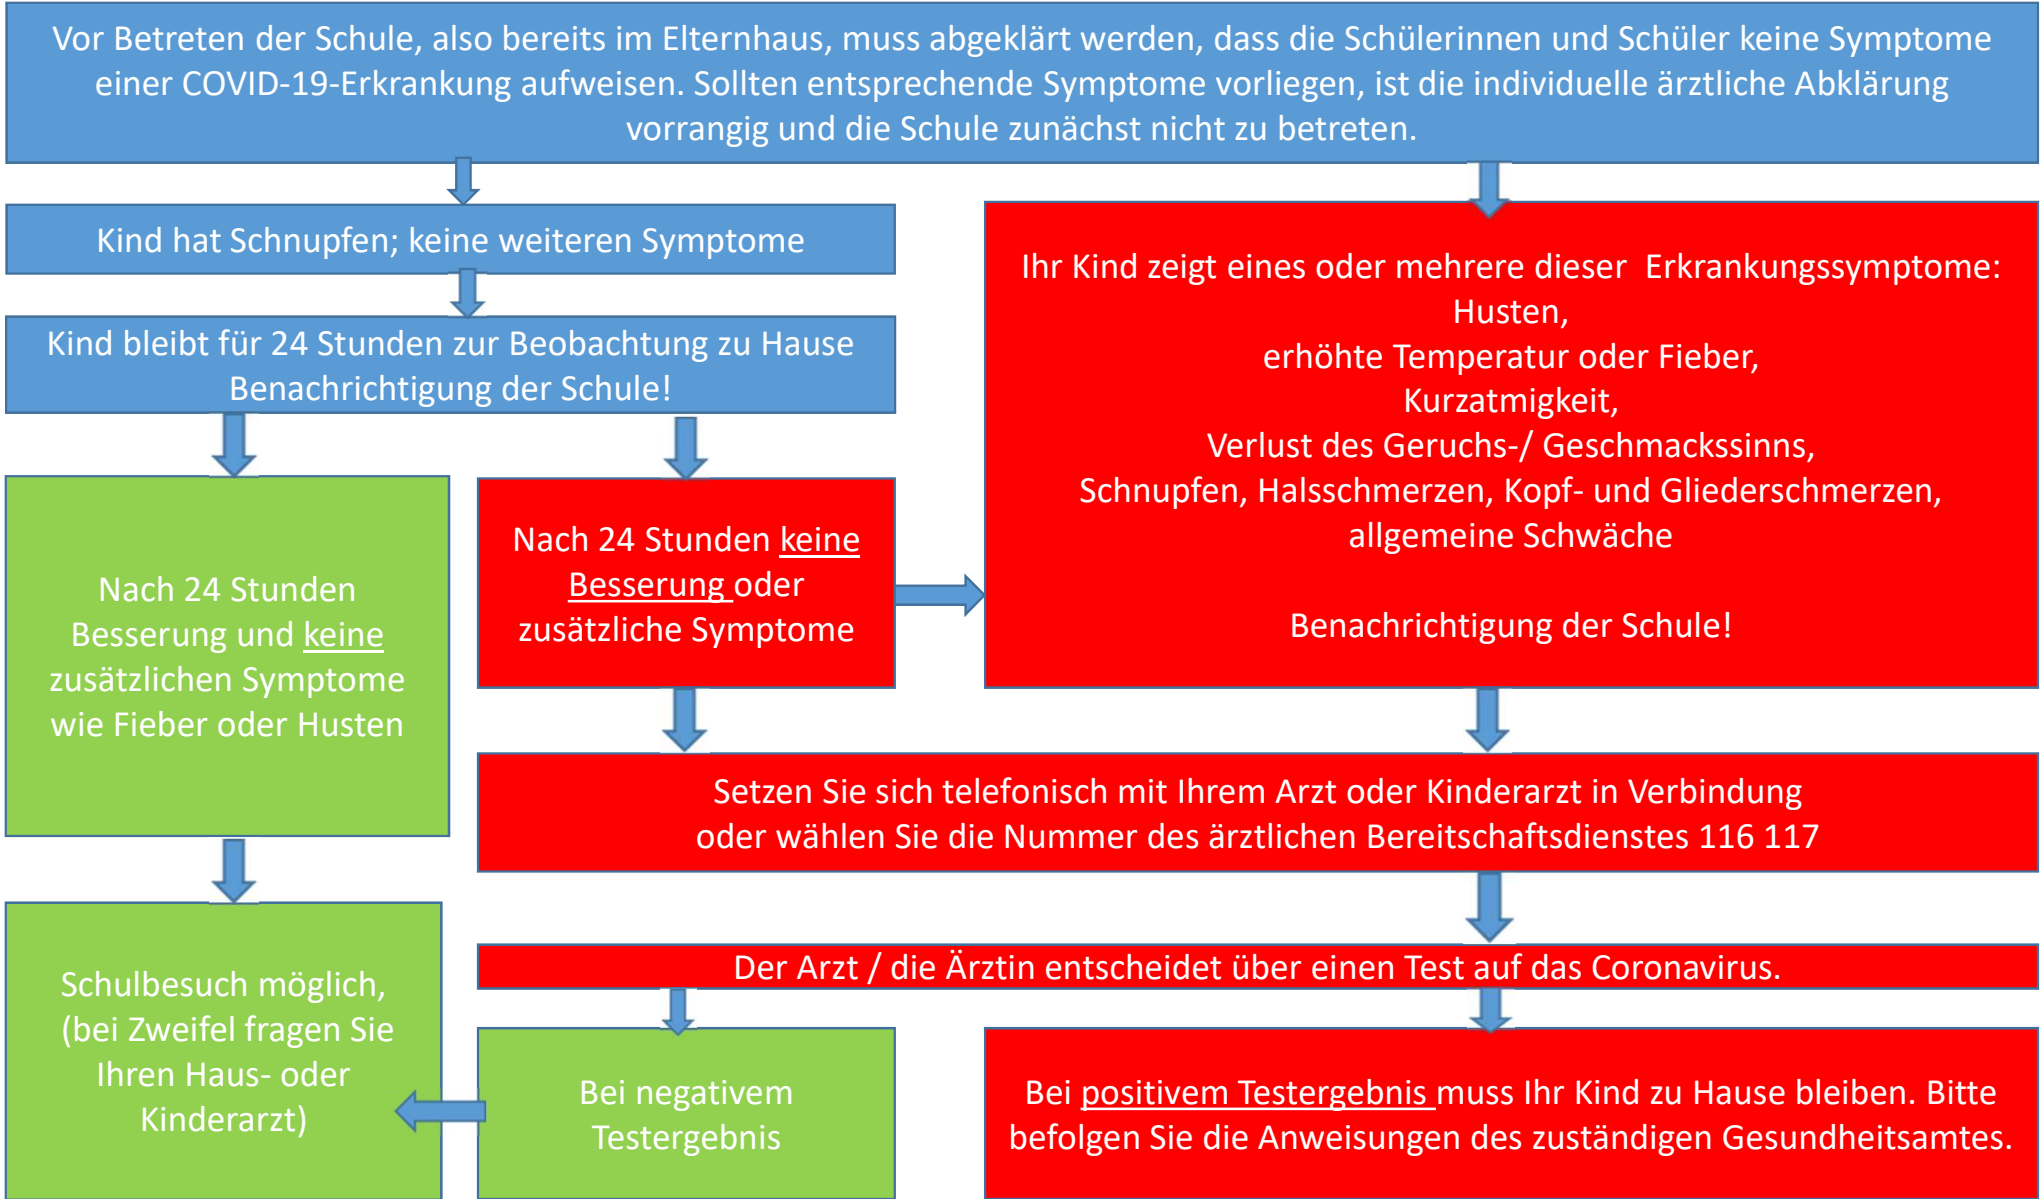 Vor Betreten der Schule, also bereits im Elternhaus, muss abgeklärt werden, dass die Schülerinnen und Schüler keine Symptome
einer COVID-19-Erkrankung aufweisen. Sollten entsprechende Symptome vorliegen, ist die individuelle ärztliche Abklärung
vorrangig und die Schule zunächst nicht zu betreten.
Kind hat Schnupfen; keine weiteren Symptome
Kind bleibt für 24 Stunden zur Beobachtung zu Hause
Benachrichtigung der Schule!
Nach 24 Stunden
Besserung und keine
zusätzlichen Symptome
wie Fieber oder Husten
Nach 24 Stunden keine
Besserung oder
zusätzliche Symptome
Ihr Kind zeigt eines oder mehrere dieser Erkrankungssymptome:
Husten,
erhöhte Temperatur oder Fieber,
Kurzatmigkeit,
Verlust des Geruchs-/ Geschmackssinns,
Schnupfen, Halsschmerzen, Kopf- und Gliederschmerzen,
allgemeine Schwäche
Benachrichtigung der Schule!
Setzen Sie sich telefonisch mit Ihrem Arzt oder Kinderarzt in Verbindung
oder wählen Sie die Nummer des ärztlichen Bereitschaftsdienstes 116 117
Der Arzt / die Ärztin entscheidet über einen Test auf das Coronavirus.
Schulbesuch möglich,
(bei Zweifel fragen Sie
Ihren Haus- oder
Kinderarzt)
Bei negativem
Testergebnis
Bei positivem Testergebnis muss Ihr Kind zu Hause bleiben. Bitte
befolgen Sie die Anweisungen des zuständigen Gesundheitsamtes.